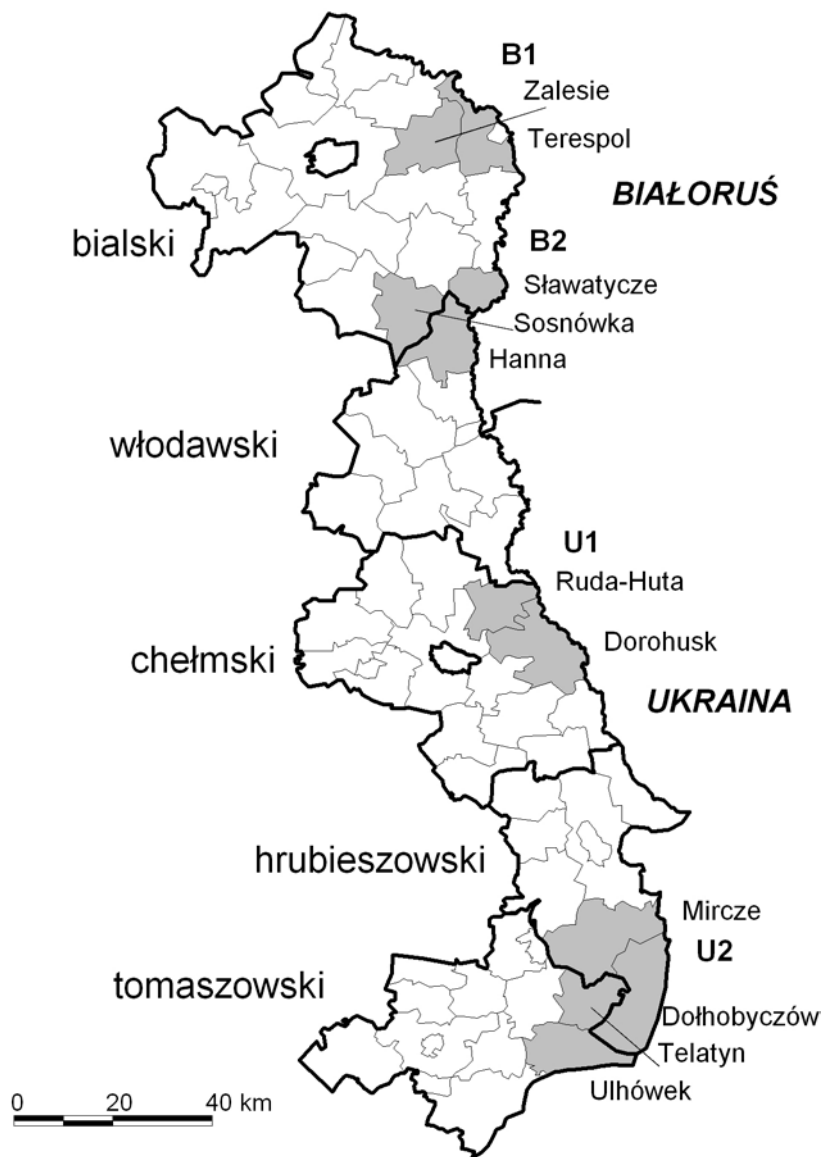 B1
Zalesie
Terespol
BIAŁORUŚ
bialski
B2
Sławatycze
Sosnówka
Hanna
włodawski
U1
Ruda-Huta
Dorohusk
chełmski
UKRAINA
hrubieszowski
Mircze
U2
tomaszowski
Dołhobyczów
Telatyn
Ulhówek
0 20 40 km